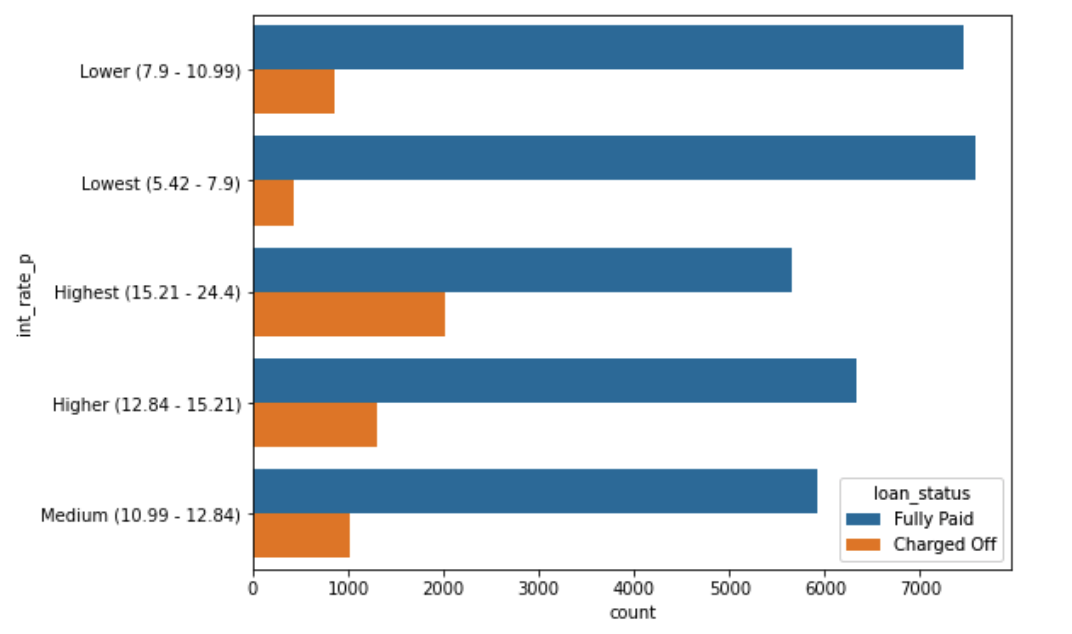 Lower (7.9 - 10.99)
Lowest (5.42 - 7.9)
Highest (15.21 - 24.4)
Higher (12.84 - 15.21)
Medium (10.99 - 12.84)
int_rate_p
loan_status
Fully Paid
Charged Off
0 1000 2000 3000 4000 5000 6000 7000
count